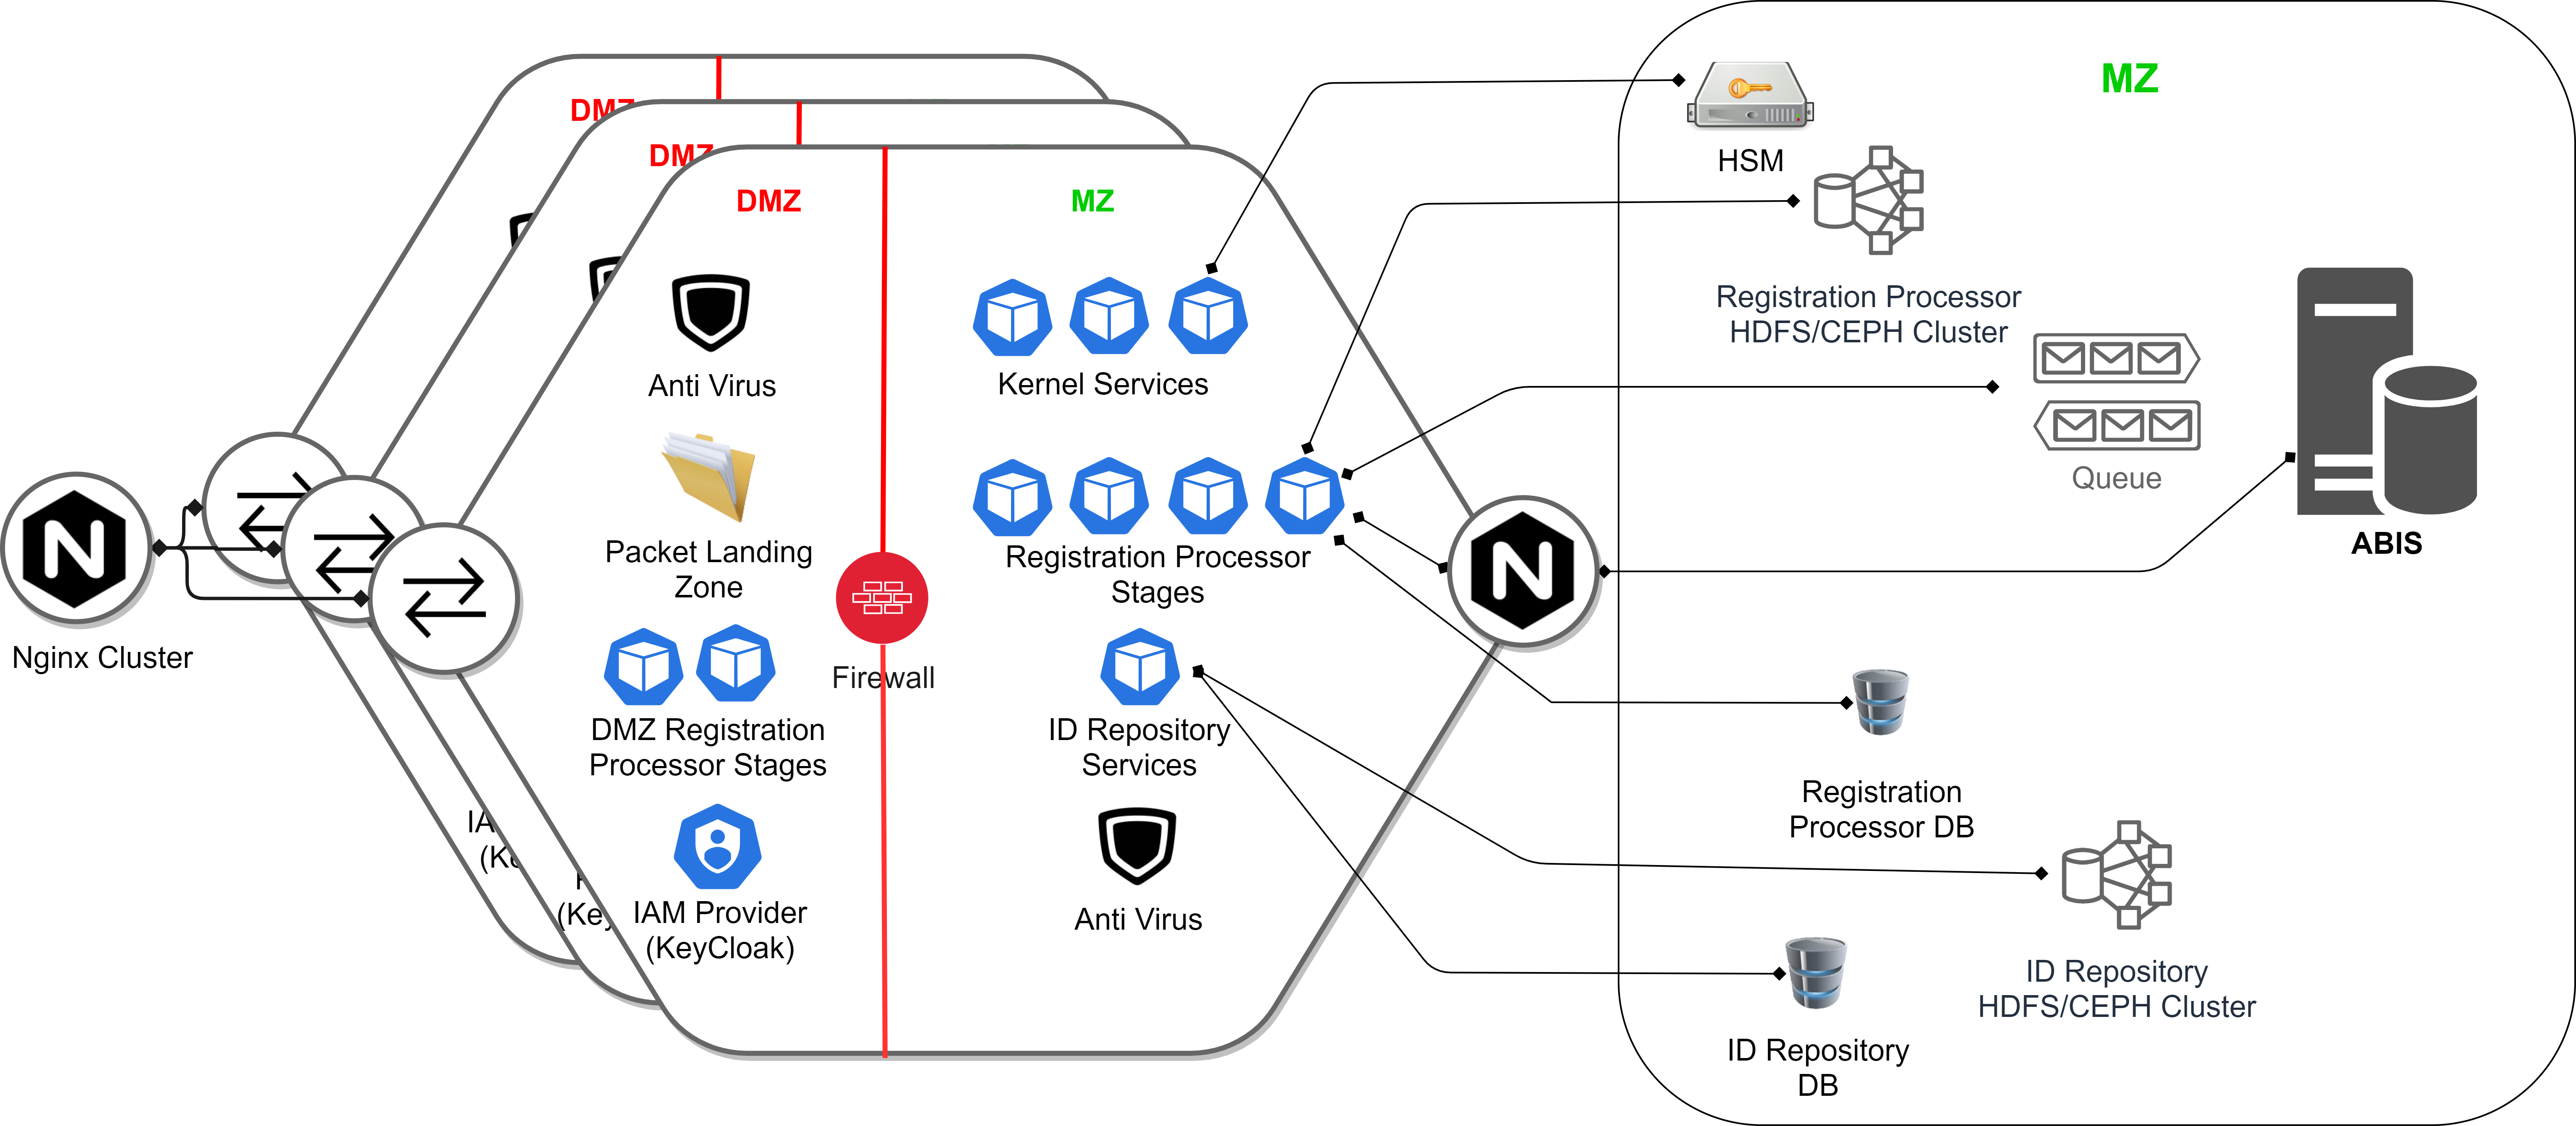 DMZ
DMZ
DMZ
MZ
MZ
Anti Virus
Packet Landing
Zone
DMZ Registration
Processor Stages
IAM Provider
(KeyCloak)
Firewall
Kernel Services
Registration Processor
Stages
ID Repository
Services
Anti Virus
Nginx Cluster
N
N
IA
(Ke
(Key
HSM
Registration Processor
HDFS/CEPH Cluster
Queue
ABIS
Registration
Processor DB
ID Repository
HDFS/CEPH Cluster
ID Repository
DB